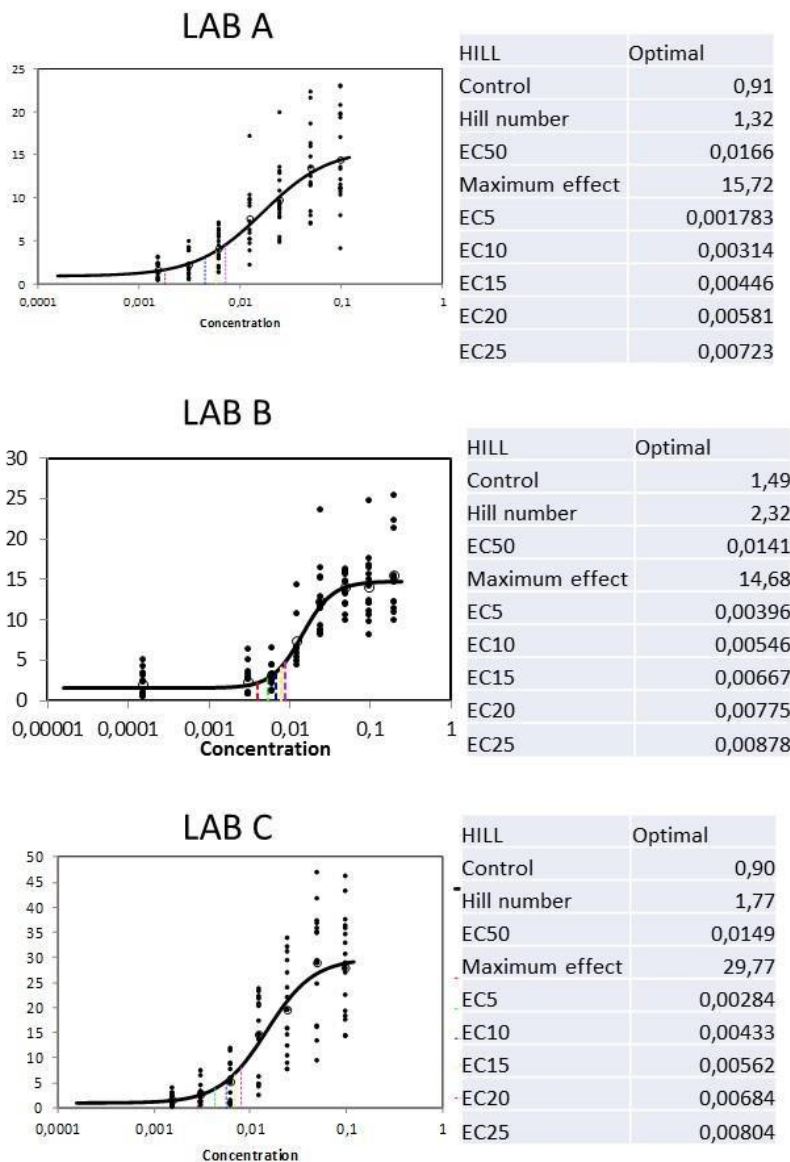 LAB A
25
20
15
10
5
0
0,0001 0,001 0,01 0,1 1
Concentration
HILL Optimal
Control 0,91
Hill number 1,32
EC50 0,0166
Maximum effect 15,72
EC5 0,001783
EC10 0,00314
EC15 0,00446
EC20 0,00581
EC25 0,00723
LAB B
30
25
20
15
10
5
0
0,00001 0,0001 0,001 0,01 0,1 1
Concentration
HILL Optimal
Control 1,49
Hill number 2,32
EC50 0,0141
Maximum effect 14,68
EC5 0,00396
EC10 0,00546
EC15 0,00667
EC20 0,00775
EC25 0,00878
LAB C
50
45
40
35
30
25
20
15
10
5
0
0,0001 0,001 0,01 0,1 1
Concentration
HILL Optimal
Control 0,90
Hill number 1,77
EC50 0,0149
Maximum effect 29,77
EC5 0,00284
EC10 0,00433
EC15 0,00562
EC20 0,00684
EC25 0,00804